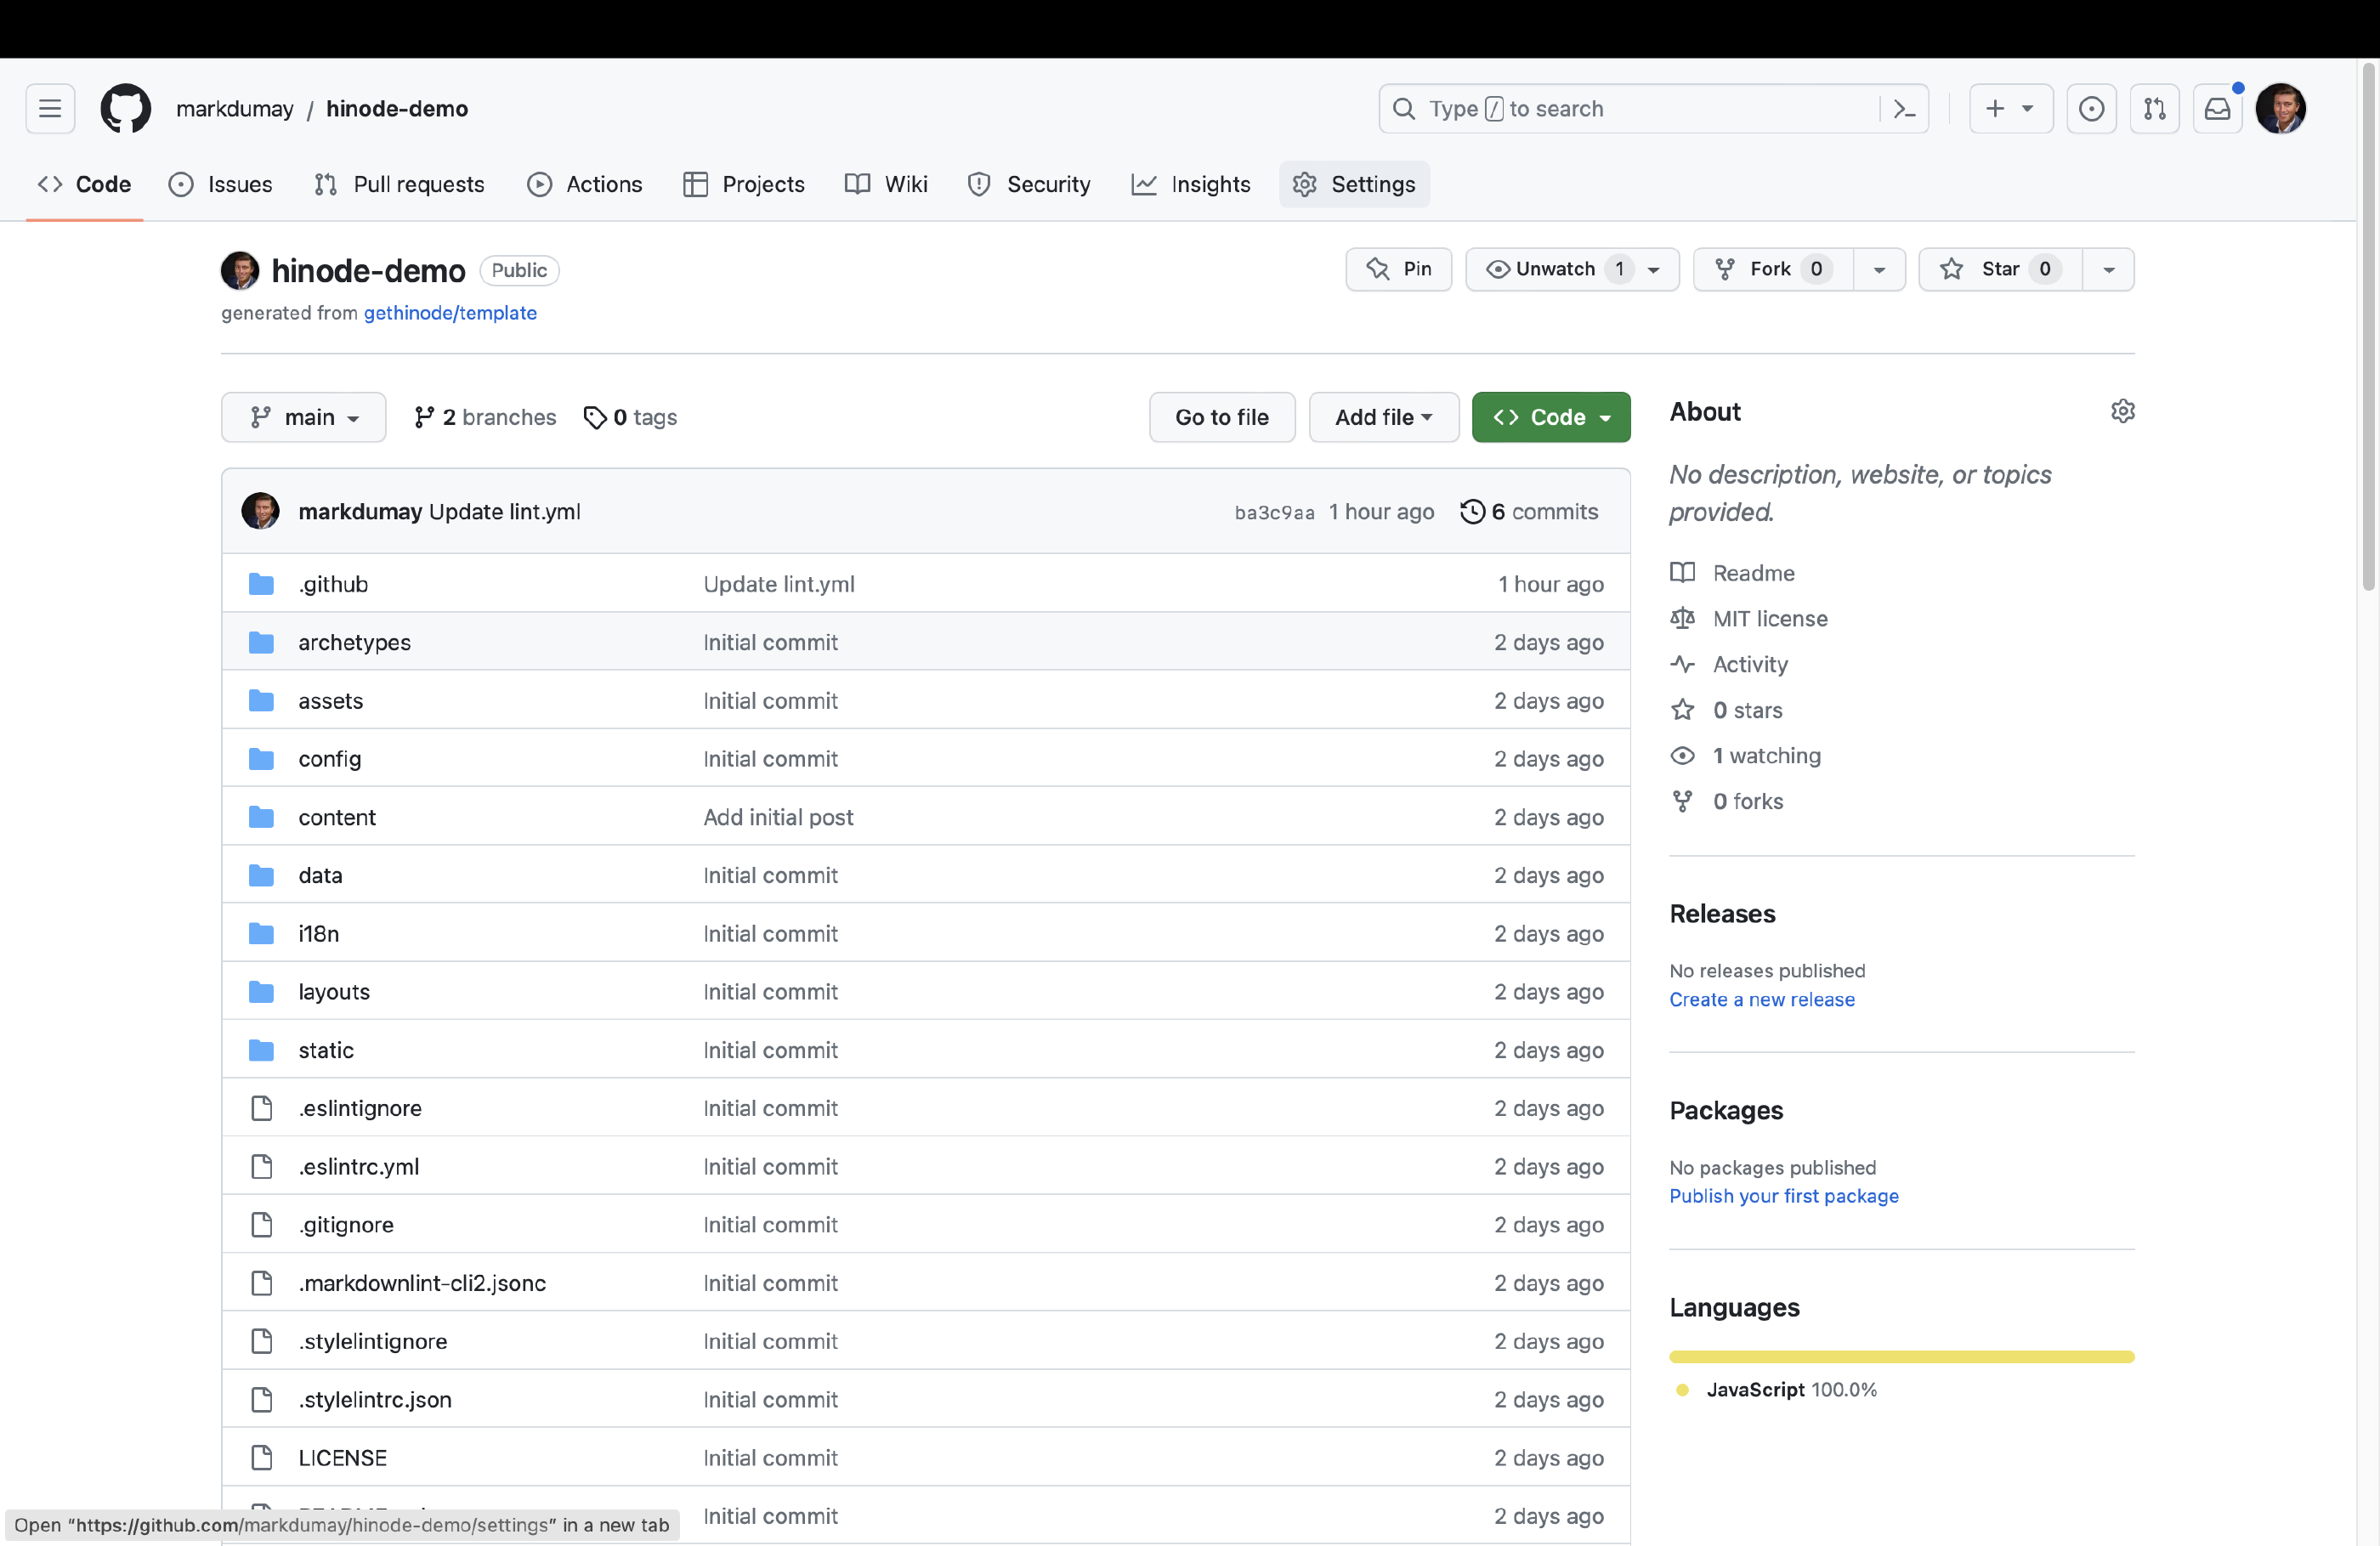 markdumay / hinode-demo
Type / to search
Code Issues Pull requests Actions Projects Wiki Security Insights Settings
hinode-demo Public
Pin Unwatch 1 Fork 0 Star 0
generated from gethinode/template
main 2 branches 0 tags
Go to file Add file Code
markdumay Update lint.yml ba3c9aa 1 hour ago 6 commits
.github Update lint.yml 1 hour ago
archetypes Initial commit 2 days ago
assets Initial commit 2 days ago
config Initial commit 2 days ago
content Add initial post 2 days ago
data Initial commit 2 days ago
i18n Initial commit 2 days ago
layouts Initial commit 2 days ago
static Initial commit 2 days ago
.eslintignore Initial commit 2 days ago
.eslintrc.yml Initial commit 2 days ago
.gitignore Initial commit 2 days ago
.markdownlint-cli2.jsonc Initial commit 2 days ago
.stylelintignore Initial commit 2 days ago
.stylelintrc.json Initial commit 2 days ago
LICENSE Initial commit 2 days ago
Initial commit 2 days ago
About
No description, website, or topics
provided.
Readme
MIT license
Activity
0 stars
1 watching
0 forks
Releases
No releases published
Create a new release
Packages
No packages published
Publish your first package
Languages
JavaScript 100.0%
Open "https://github.com/markdumay/hinode-demo/settings" in a new tab